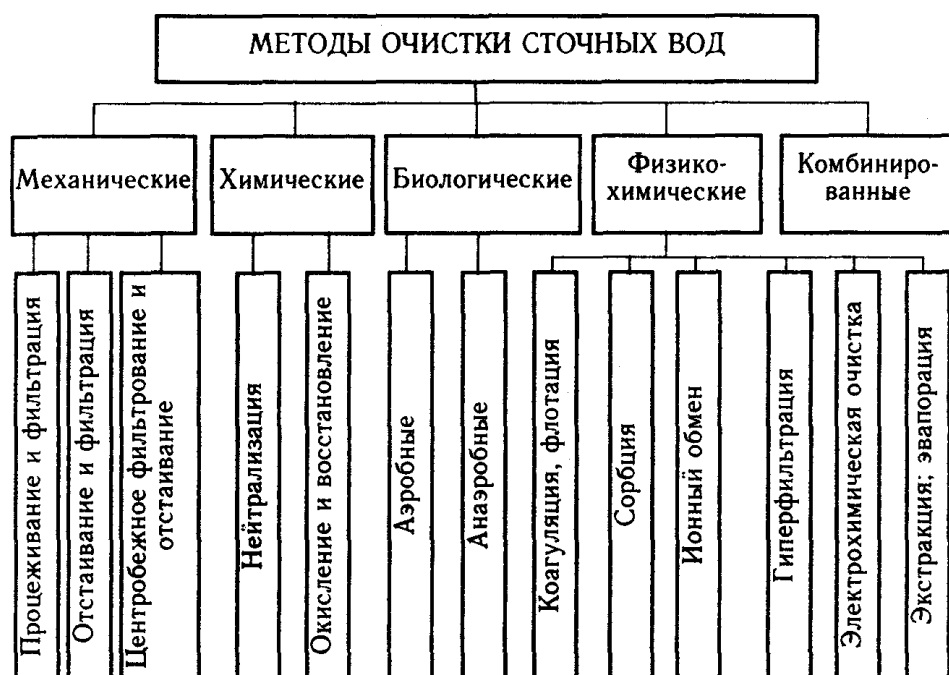 МЕТОДЫ ОЧИСТКИ СТОЧНЫХ ВОД
Механические
Химические
Биологические
Физико-
химические
Комбиниро-
ванные
Процеживание и фильтрация
Отстаивание и фильтрация
Центробежное фильтрование и
отстаивание
Нейтрализация
Окисление и восстановление
Аэробные
Анаэробные
Коагуляция, флотация
Сорбция
Ионный обмен
Гиперфильтрация
Электрохимическая очистка
Экстракция; эвапорация